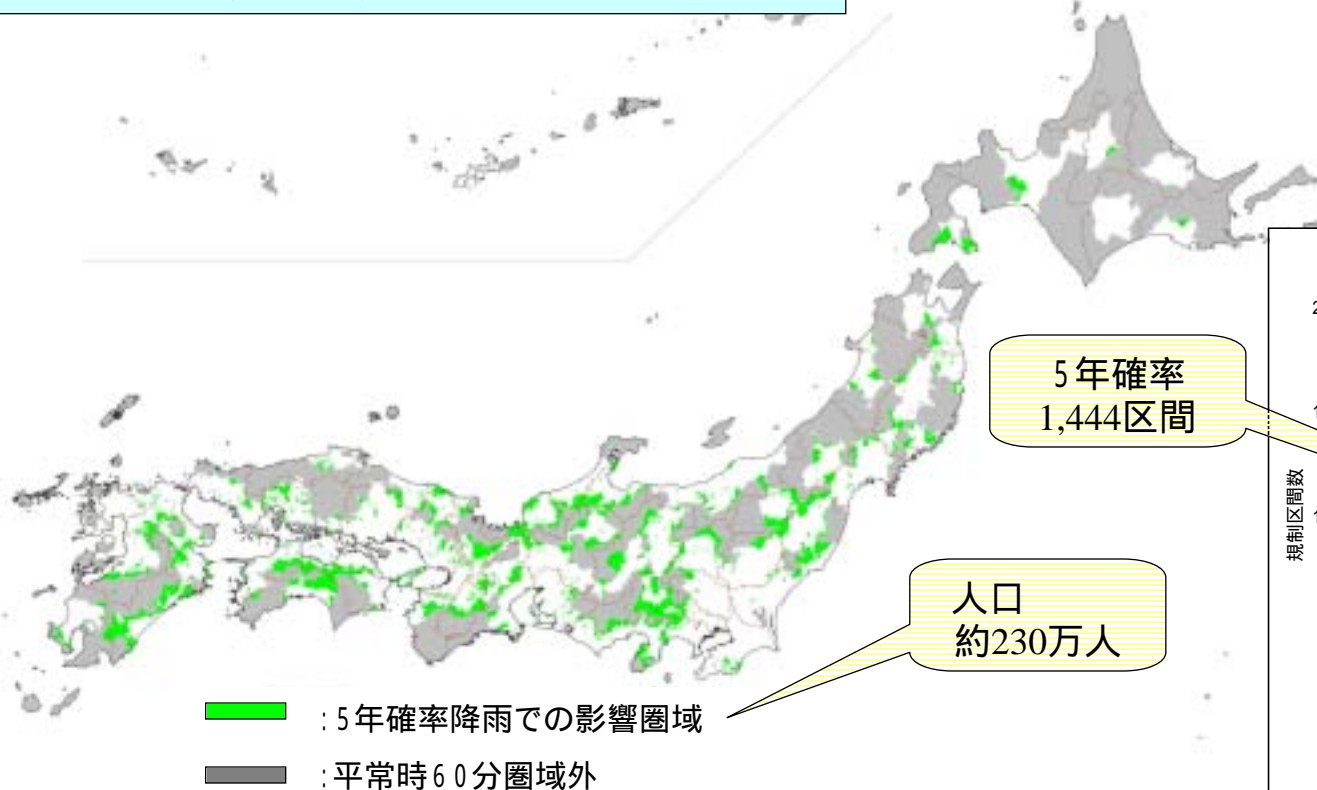 5年確率
1,444区間
規制区間数
人口
約230万人
:5年確率降雨での影響圏域
:平常時60分圏域外